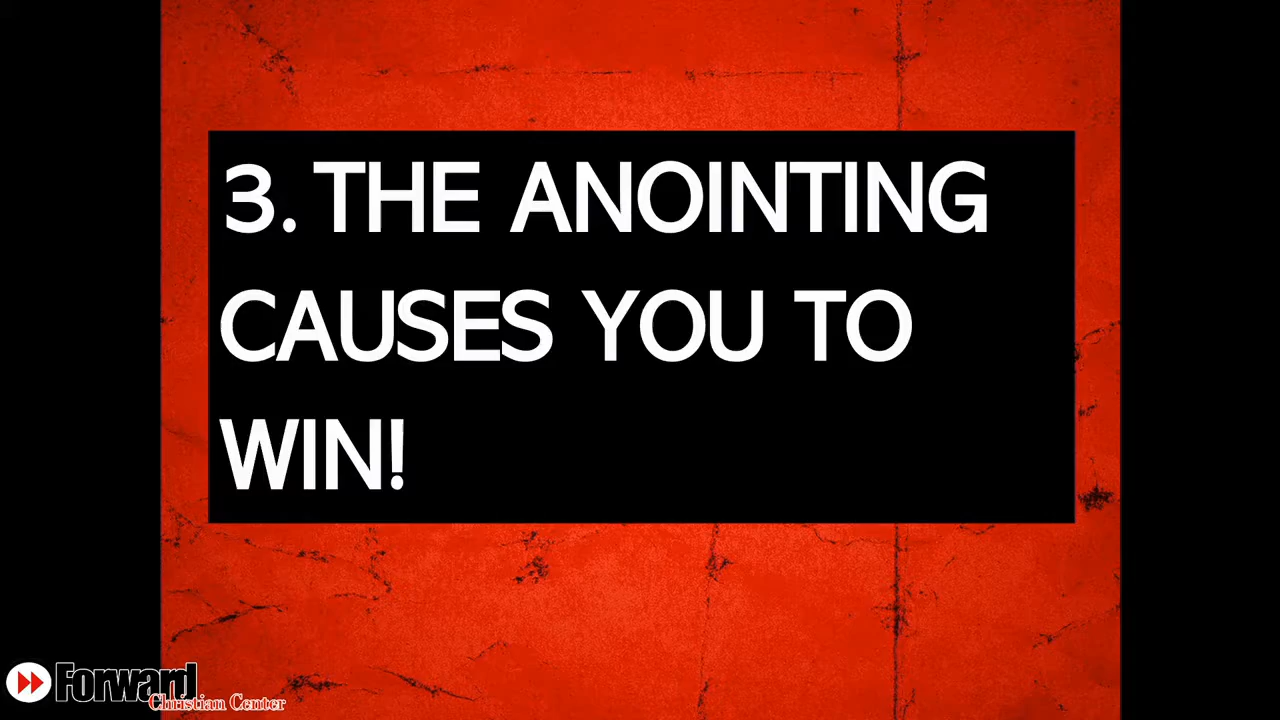 3. THE ANOINTING
CAUSES YOU TO
WIN!
Forward
Christian Center